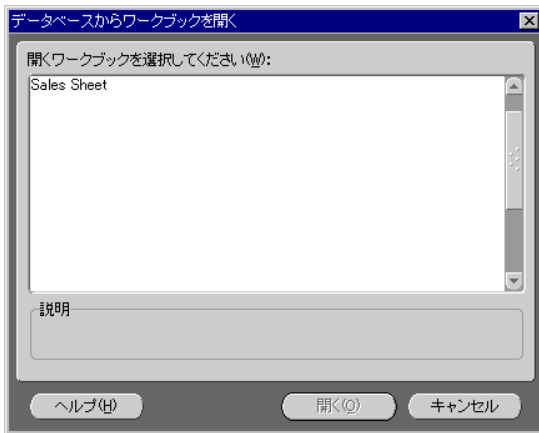 データベースからワークブックを開く
開くワークブックを選択してください(W):
Sales Sheet
説明
ヘルプ(H)
開く(O)
キャンセル